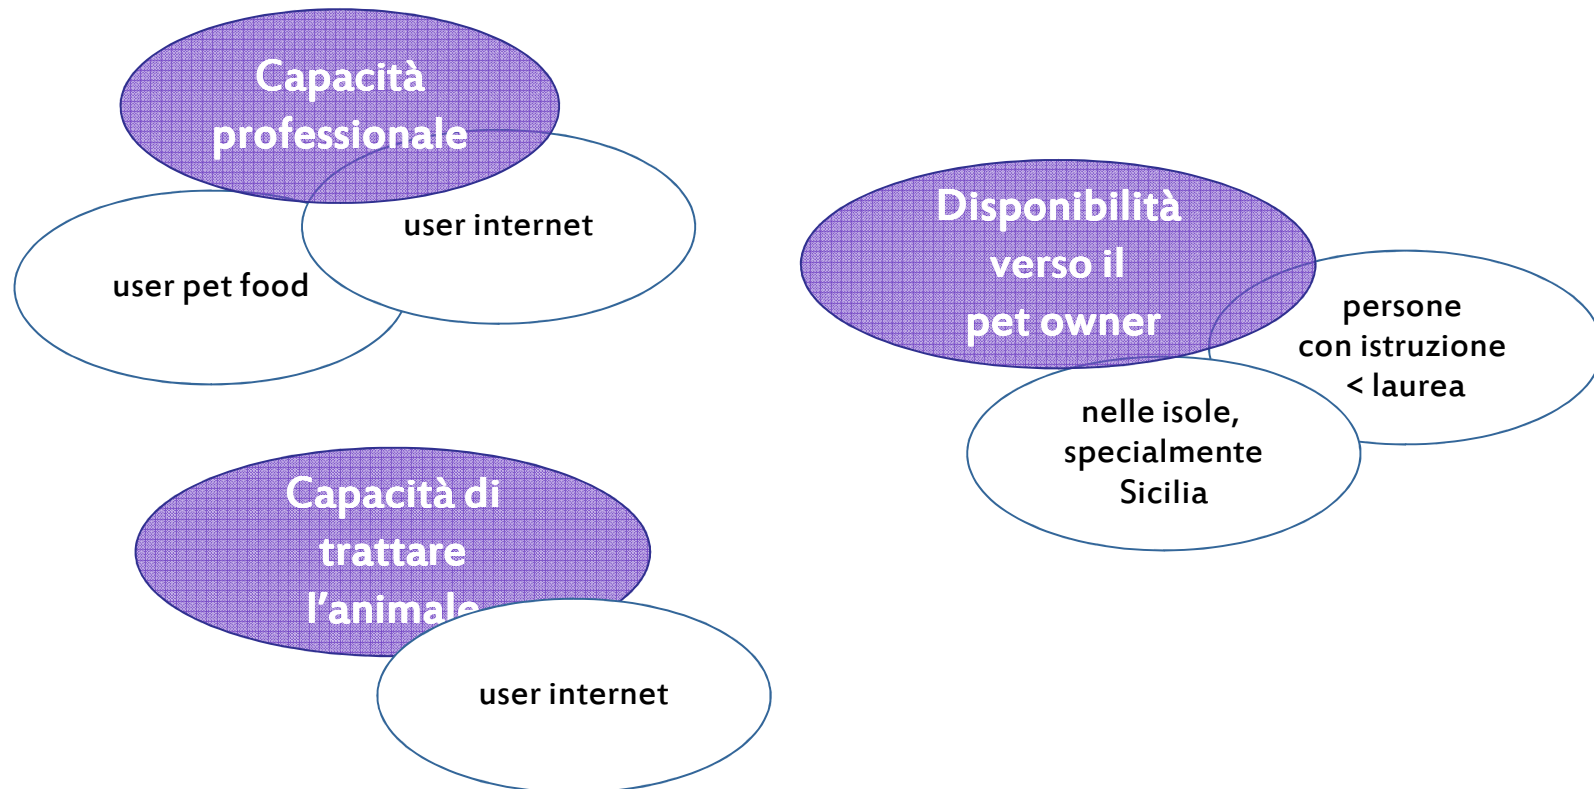 Capacità
professionale
user internet
user pet food
Disponibilità
verso il
pet owner
persone
con istruzione
< laurea
nelle isole,
specialmente
Sicilia
Capacità di
trattare
l’animale
user internet